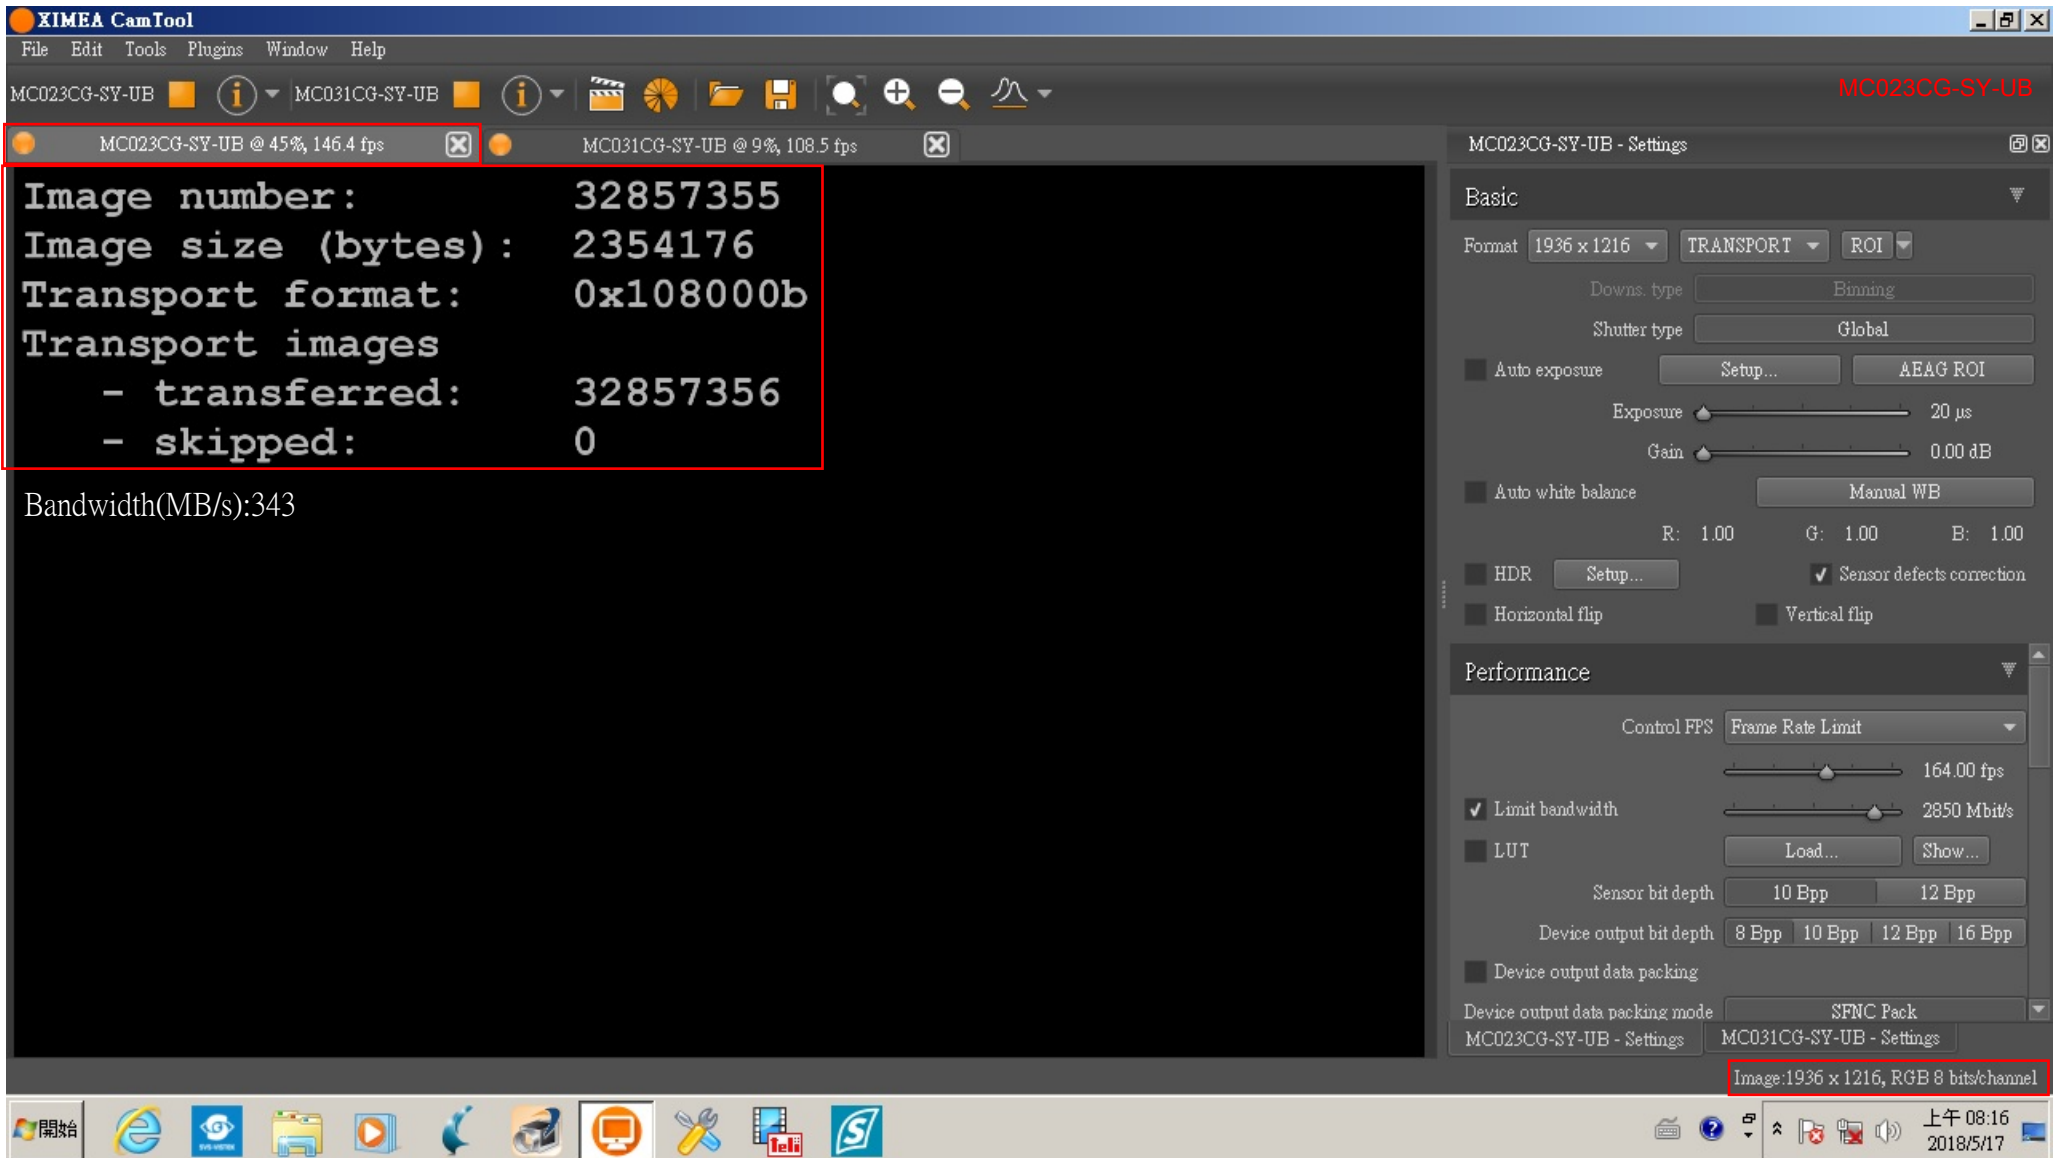 XIMEA CamTool
File Edit Tools Plugins Window Help
MC023CG-SY-UB MC031CG-SY-UB
MC023CG-SY-UB
MC023CG-SY-UB @ 45%, 146.4 fps
MC031CG-SY-UB @ 9%, 108.5 fps
MC023CG-SY-UB - Settings
Image number: 32857355
Image size (bytes): 2354176
Transport format: 0x108000b
Transport images
- transferred: 32857356
- skipped: 0
Bandwidth(MB/s):343
Basic
Format 1936 x 1216 TRANSPORT ROI
Downs. type Binning
Shutter type Global
Auto exposure Setup... AEAG ROI
Exposure 20 µs
Gain 0.00 dB
Auto white balance Manual WB
R: 1.00 G: 1.00 B: 1.00
HDR Setup... Sensor defects correction
Horizontal flip Vertical flip
Performance
Control FPS Frame Rate Limit
164.00 fps
Limit bandwidth 2850 Mbit/s
LUT Load... Show...
Sensor bit depth 10 Bpp 12 Bpp
Device output bit depth 8 Bpp 10 Bpp 12 Bpp 16 Bpp
Device output data packing
Device output data packing mode SFNC Pack
MC023CG-SY-UB - Settings MC031CG-SY-UB - Settings
Image:1936 x 1216, RGB 8 bits/channel
開始
SVS-VISTEK
Teli
上午 08:16
2018/5/17